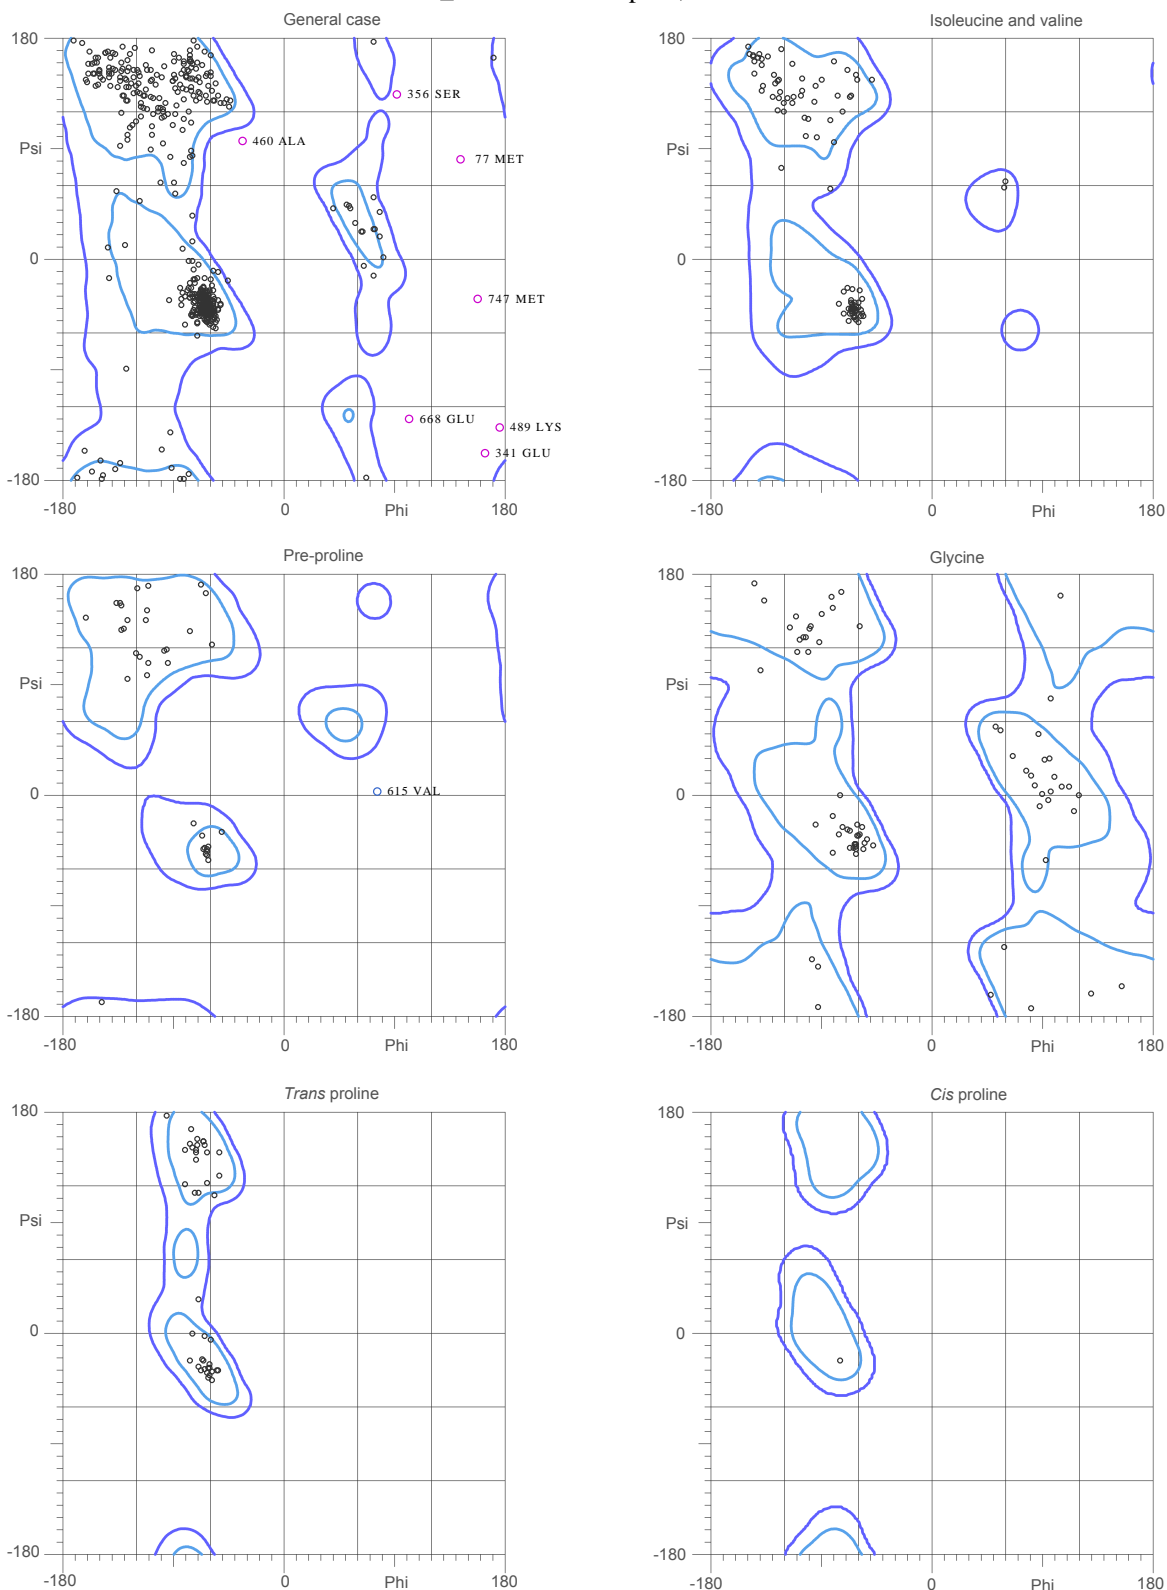 General case
Isoleucine and valine
180
180
356 SER
460 ALA
Psi
77 MET
Psi
0
0
747 MET
668 GLU
489 LYS
341 GLU
-180
-180
-180
0
Phi
180
-180
0
Phi
180
Pre-proline
Glycine
180
180
Psi
Psi
0
615 VAL
0
-180
-180
-180
0
Phi
180
-180
0
Phi
180
Trans proline
Cis proline
180
180
Psi
Psi
0
0
-180
-180
-180
0
Phi
180
-180
0
Phi
180